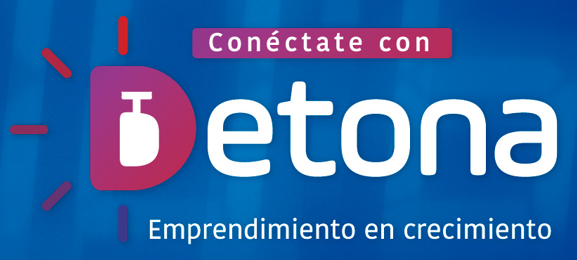 Conéctate con
Detona
Emprendimiento en crecimiento